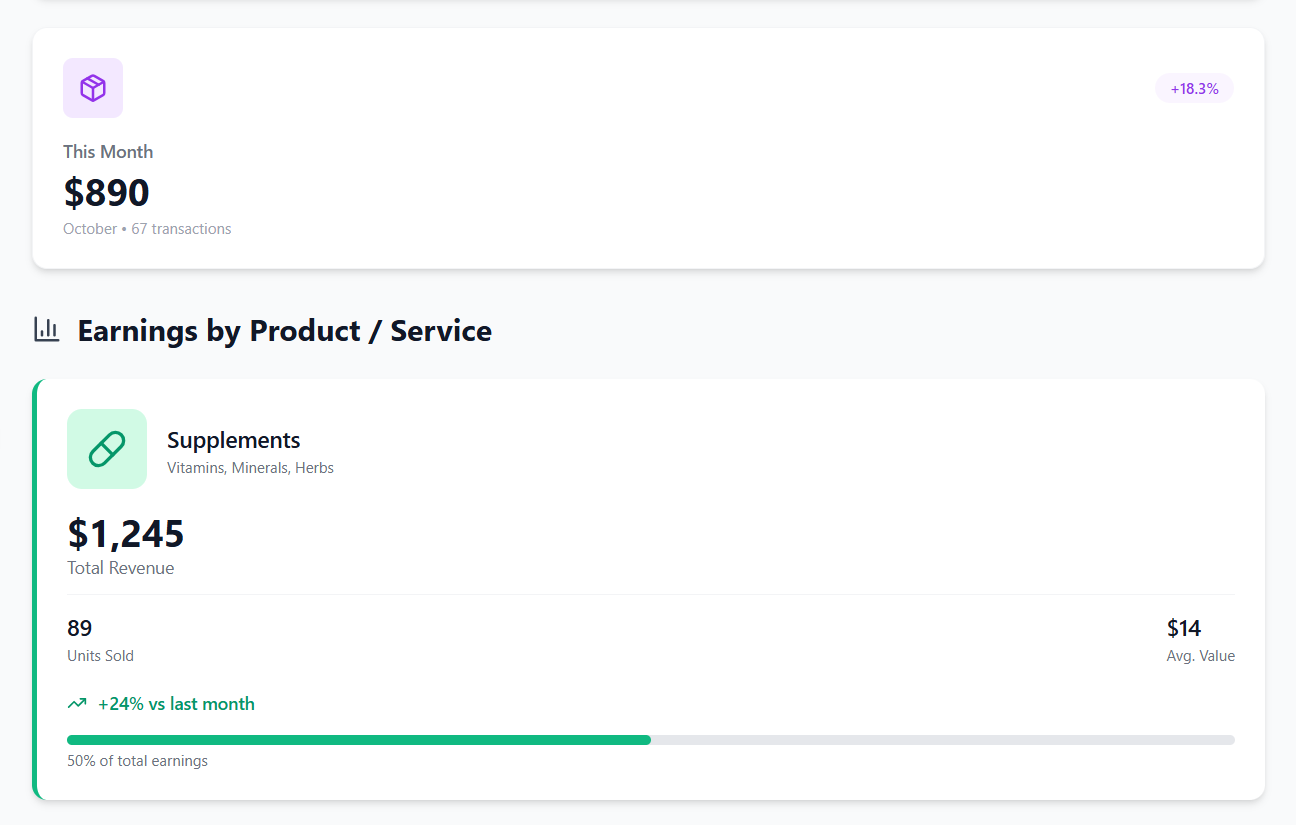 +18.3%
This Month
$890
October • 67 transactions
Earnings by Product / Service
Supplements
Vitamins, Minerals, Herbs
$1,245
Total Revenue
89
Units Sold
$14
Avg. Value
+24% vs last month
50% of total earnings